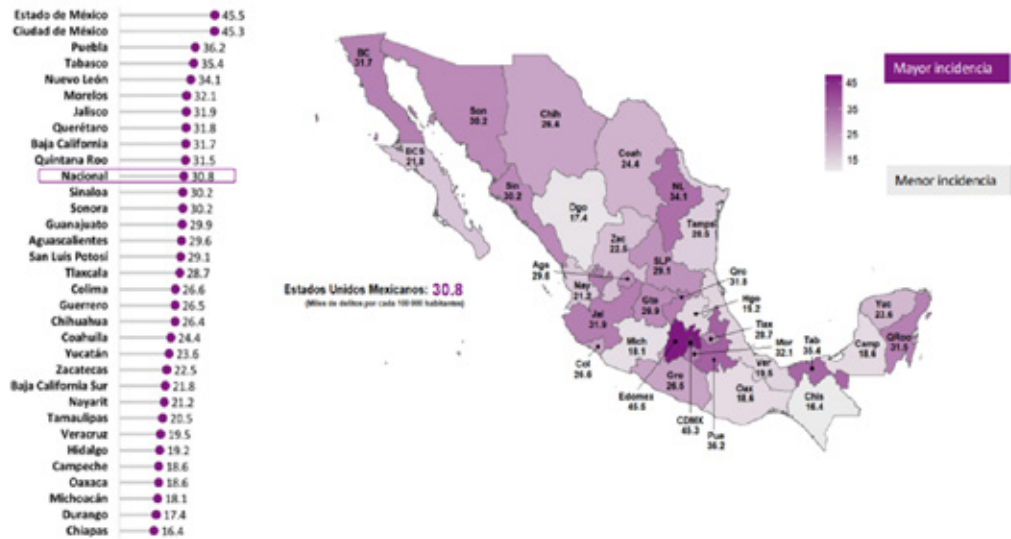 Estado de México 45.5
Ciudad de México 45.3
Puebla 36.2
Tabasco 35.4
Nuevo León 34.1
Morelos 32.1
Jalisco 31.9
Querétaro 31.8
Baja California 31.7
Quintana Roo 31.5
Nacional 30.8
Sinaloa 30.2
Sonora 30.2
Guanajuato 29.9
Aguascalientes 29.6
San Luis Potosí 29.1
Tlaxcala 28.7
Colima 26.6
Guerrero 26.5
Chihuahua 26.4
Coahuila 24.4
Yucatán 23.6
Zacatecas 22.5
Baja California Sur 21.8
Nayarit 21.2
Tamaulipas 20.5
Veracruz 19.5
Hidalgo 19.2
Campeche 18.6
Oaxaca 18.6
Michoacán 18.1
Durango 17.4
Chiapas 16.4
BC
31.7
Son
30.2
Chih
26.4
BCS
21.8
Coah
24.4
Sin
30.2
NL
34.1
Dgo
17.4
Tamps
20.5
Zac
22.5
SLP
29.1
Ags
29.6
Nay
21.2
Qro
31.8
Estados Unidos Mexicanos: 30.8
(Miles de delitos por cada 100 000 habitantes)
Gto
29.9
Hgo
19.2
Jal
31.9
Tlax
28.7
Mich
18.1
Mor
32.1
Tab
35.4
Yuc
23.6
QRoo
31.5
Camp
18.6
Col
26.6
Ver
19.5
Gro
26.5
Oax
18.6
Chis
16.4
Edomex
45.5
CDMX
45.3
Pue
36.2
45
35
25
15
Mayor incidencia
Menor incidencia